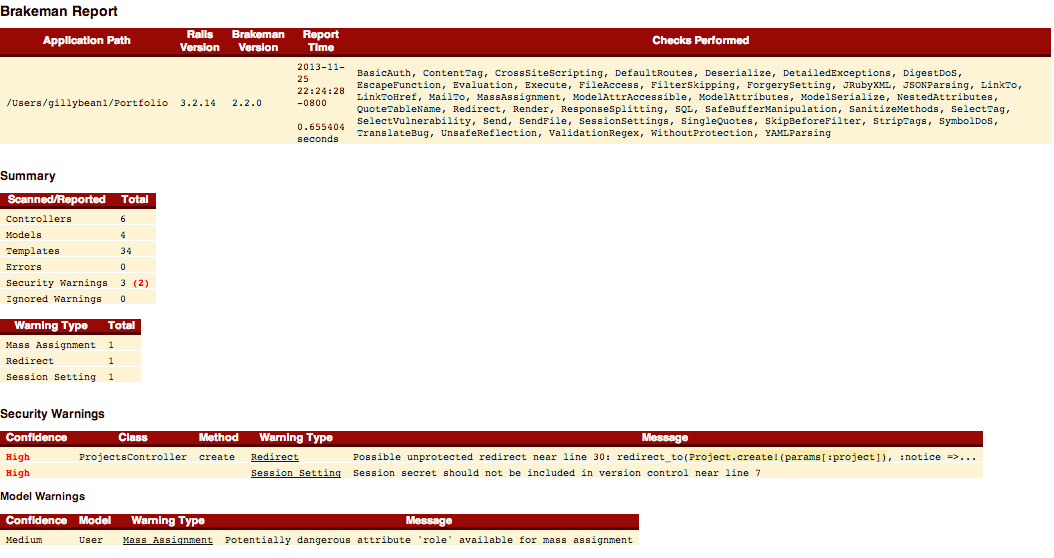 Brakeman Report
Application Path Rails Version Brakeman Version Report Time Checks Performed
/Users/gillybean1/Portfolio 3.2.14 2.2.0 2013-11-25 22:24:28 -0800 0.655404 seconds
BasicAuth, ContentTag, CrossSiteScripting, DefaultRoutes, Deserialize, DetailedExceptions, DigestDoS,
EscapeFunction, Evaluation, Execute, FileAccess, FilterSkipping, ForgerySetting, JRubyXML, JSONParsing, LinkTo,
LinkToHref, MailTo, MassAssignment, ModelAttrAccessible, ModelAttributes, ModelSerialize, NestedAttributes,
QuoteTableName, Redirect, Render, ResponseSplitting, SQL, SafeBufferManipulation, SanitizeMethods, SelectTag,
SelectVulnerability, Send, SendFile, SessionSettings, SingleQuotes, SkipBeforeFilter, StripTags, SymbolDoS,
TranslateBug, UnsafeReflection, ValidationRegex, WithoutProtection, YAMLParsing
Summary
Scanned/Reported Total
Controllers 6
Models 4
Templates 34
Errors 0
Security Warnings 3 (2)
Ignored Warnings 0
Warning Type Total
Mass Assignment 1
Redirect 1
Session Setting 1
Security Warnings
Confidence Class Method Warning Type Message
High ProjectsController create Redirect Possible unprotected redirect near line 30: redirect_to(Project.create!(params[:project]), :notice =>...
High Session Setting Session secret should not be included in version control near line 7
Model Warnings
Confidence Model Warning Type Message
Medium User Mass Assignment Potentially dangerous attribute 'role' available for mass assignment